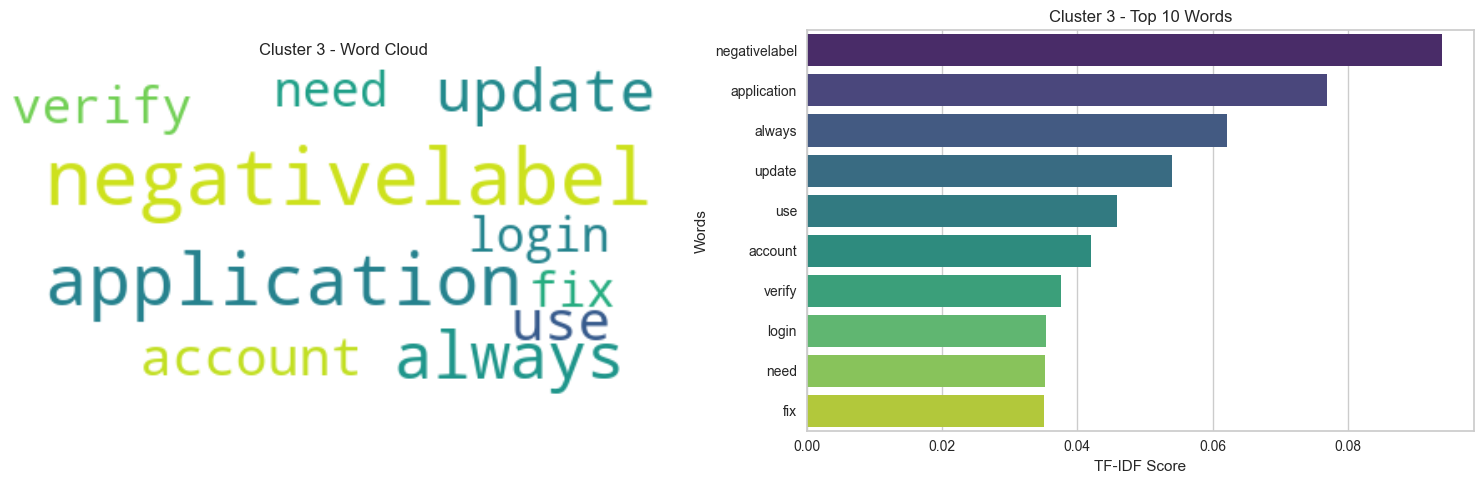 Cluster 3 - Word Cloud
verify
need
update
negativelabel
login
application
fix
use
account
always
Cluster 3 - Top 10 Words
Words
negativelabel
application
always
update
use
account
verify
login
need
fix
0.00 0.02 0.04 0.06 0.08
TF-IDF Score